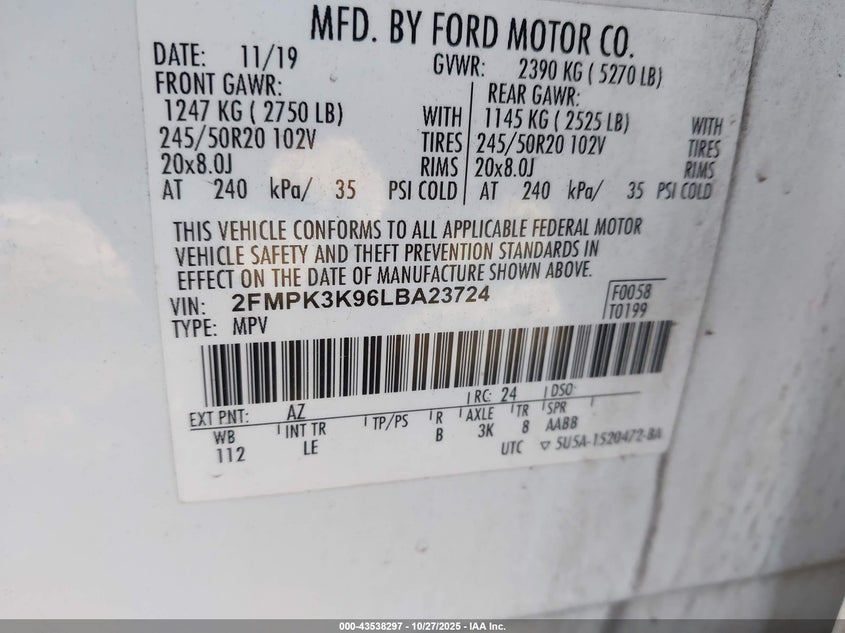 MFD. BY FORD MOTOR CO.
DATE: 11/19 GVWR: 2390 KG ( 5270 LB)
FRONT GAWR: REAR GAWR:
1247 KG ( 2750 LB) WITH 1145 KG ( 2525 LB) WITH
245/50R20 102V TIRES 245/50R20 102V TIRES
20x8.0J RIMS 20x8.0J RIMS
AT 240 kPa/ 35 PSI COLD AT 240 kPa/ 35 PSI COLD
THIS VEHICLE CONFORMS TO ALL APPLICABLE FEDERAL MOTOR
VEHICLE SAFETY AND THEFT PREVENTION STANDARDS IN
EFFECT ON THE DATE OF MANUFACTURE SHOWN ABOVE.
VIN: 2FMPK3K96LBA23724 F0058
TYPE: MPV T0199
EXT PNT: AZ RC: 24 DSO:
WB INT TR TP/PS R AXLE TR SPR
112 LE B 3K 8 AABB
UTC ▽ 5U5A-1520472-BA
000-43538297 - 10/27/2025 - IAA Inc.